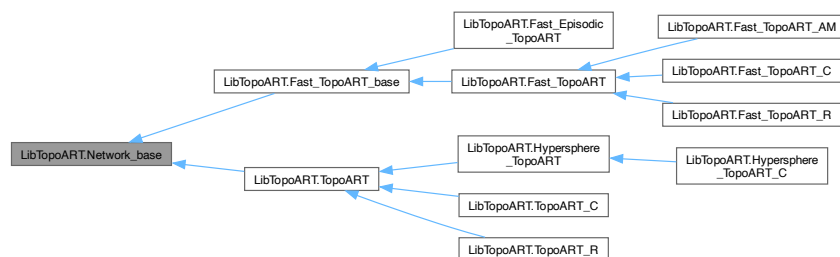 LibTopoART.Network_base
LibTopoART.Fast_TopoART_base
LibTopoART.TopoART
LibTopoART.Fast_Episodic
_TopoART
LibTopoART.Fast_TopoART
LibTopoART.Hypersphere
_TopoART
LibTopoART.TopoART_C
LibTopoART.TopoART_R
LibTopoART.Fast_TopoART_AM
LibTopoART.Fast_TopoART_C
LibTopoART.Fast_TopoART_R
LibTopoART.Hypersphere
_TopoART_C